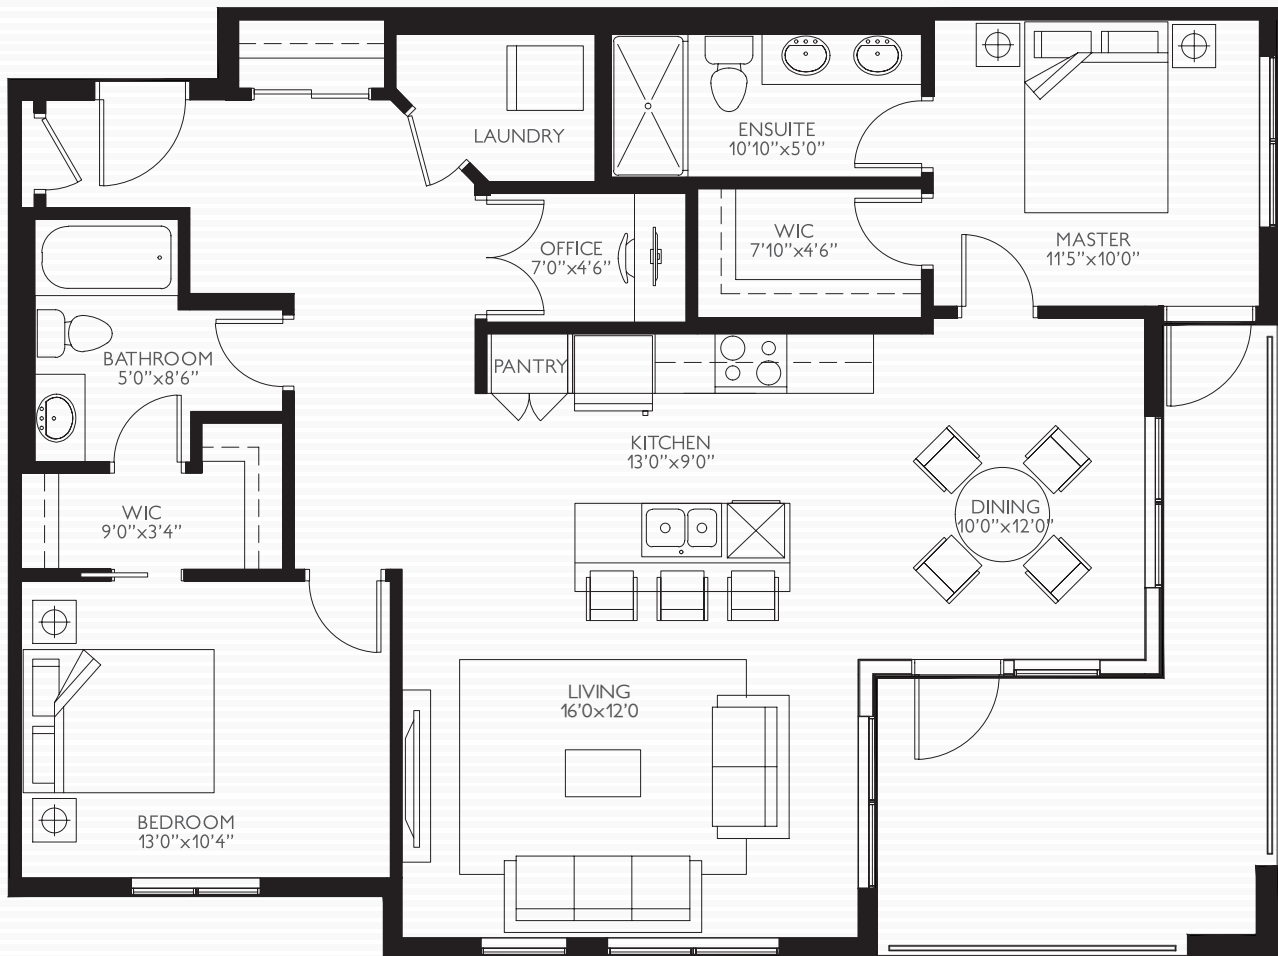 LAUNDRY
ENSUITE
10'10"x5'0"
OFFICE
7'0"x4'6"
WIC
7'10"x4'6"
MASTER
11'5"x10'0"
BATHROOM
5'0"x8'6"
PANTRY
KITCHEN
13'0"x9'0"
DINING
10'0"x12'0"
WIC
9'0"x3'4"
LIVING
16'0x12'0
BEDROOM
13'0"x10'4"